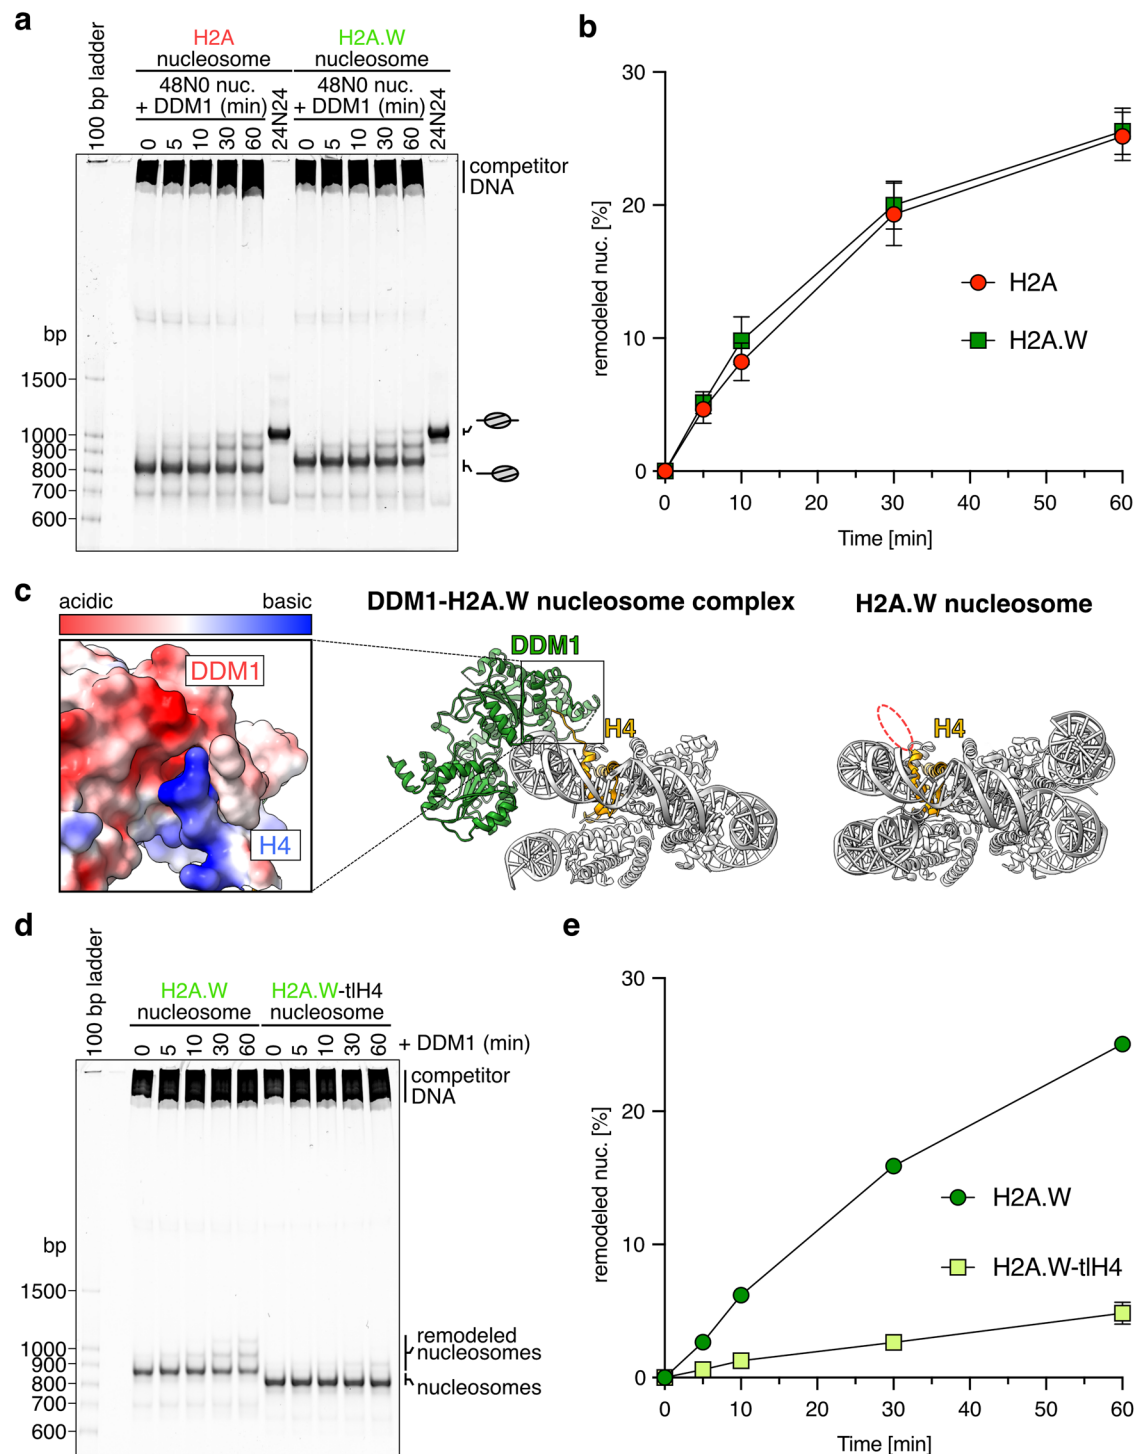 a
100 bp ladder
H2A
nucleosome
48N0 nuc.
+ DDM1 (min)
0 5 10 30 60
24N24
H2A.W
nucleosome
48N0 nuc.
+ DDM1 (min)
0 5 10 30 60
24N24
competitor
DNA
bp
1500
1000
900
800
700
600
b
30
20
10
0
remodeled nuc. [%]
H2A
H2A.W
0 10 20 30 40 50 60
Time [min]
c
acidic basic
DDM1
H4
DDM1-H2A.W nucleosome complex
DDM1
H4
H2A.W nucleosome
H4
d
100 bp ladder
H2A.W
nucleosome
H2A.W-tlH4
nucleosome
0 5 10 30 60 0 5 10 30 60 + DDM1 (min)
competitor
DNA
bp
1500
1000
900
800
700
600
remodeled
nucleosomes
nucleosomes
e
30
20
10
0
remodeled nuc. [%]
H2A.W
H2A.W-tlH4
0 10 20 30 40 50 60
Time [min]